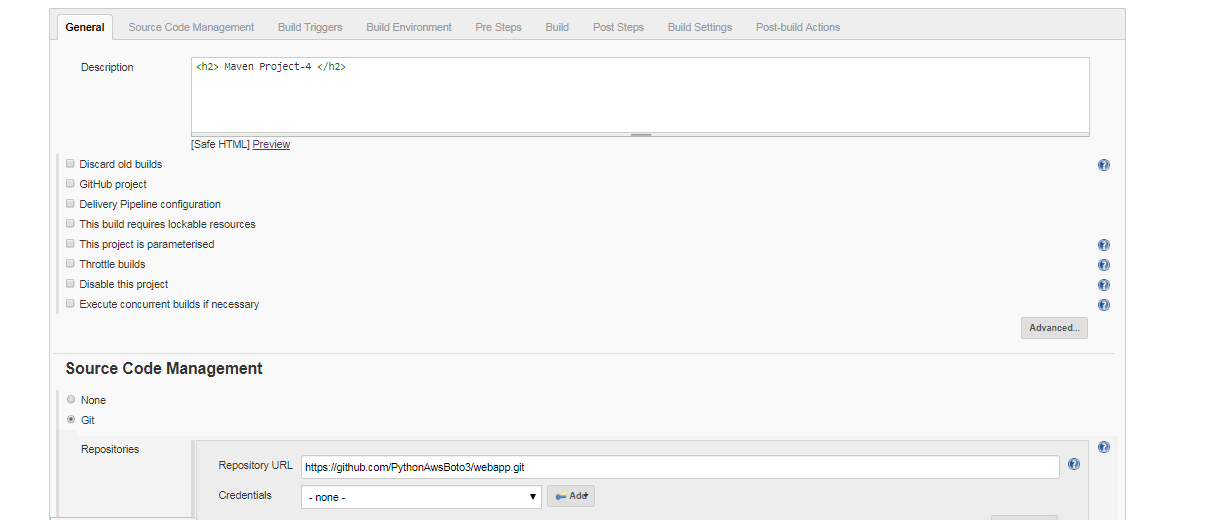 General Source Code Management Build Triggers Build Environment Pre Steps Build Post Steps Build Settings Post-build Actions
Description
<h2> Maven Project-4 </h2>
[Safe HTML] Preview
Discard old builds
GitHub project
Delivery Pipeline configuration
This build requires lockable resources
This project is parameterised
Throttle builds
Disable this project
Execute concurrent builds if necessary
Advanced...
Source Code Management
None
Git
Repositories
Repository URL https://github.com/PythonAwsBoto3/webapp.git
Credentials - none - Add